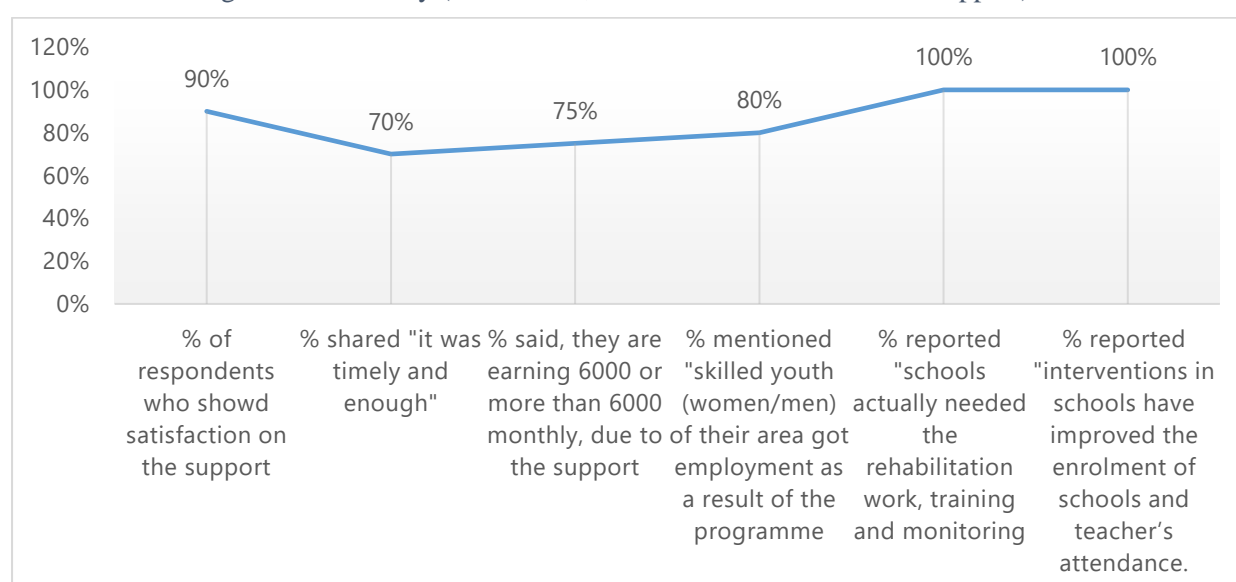 120%
100%
80%
60%
40%
20%
0%
90%
70%
75%
80%
100%
100%
% of
respondents
who showd
satisfaction on
the support
% shared "it was
timely and
enough"
% said, they are
earning 6000 or
more than 6000
monthly, due to
the support
% mentioned
"skilled youth
(women/men)
of their area got
employment as
a result of the
programme
% reported
"schools
actually needed
the
rehabilitation
work, training
and monitoring
% reported
"interventions in
schools have
improved the
enrolment of
schools and
teacher’s
attendance.